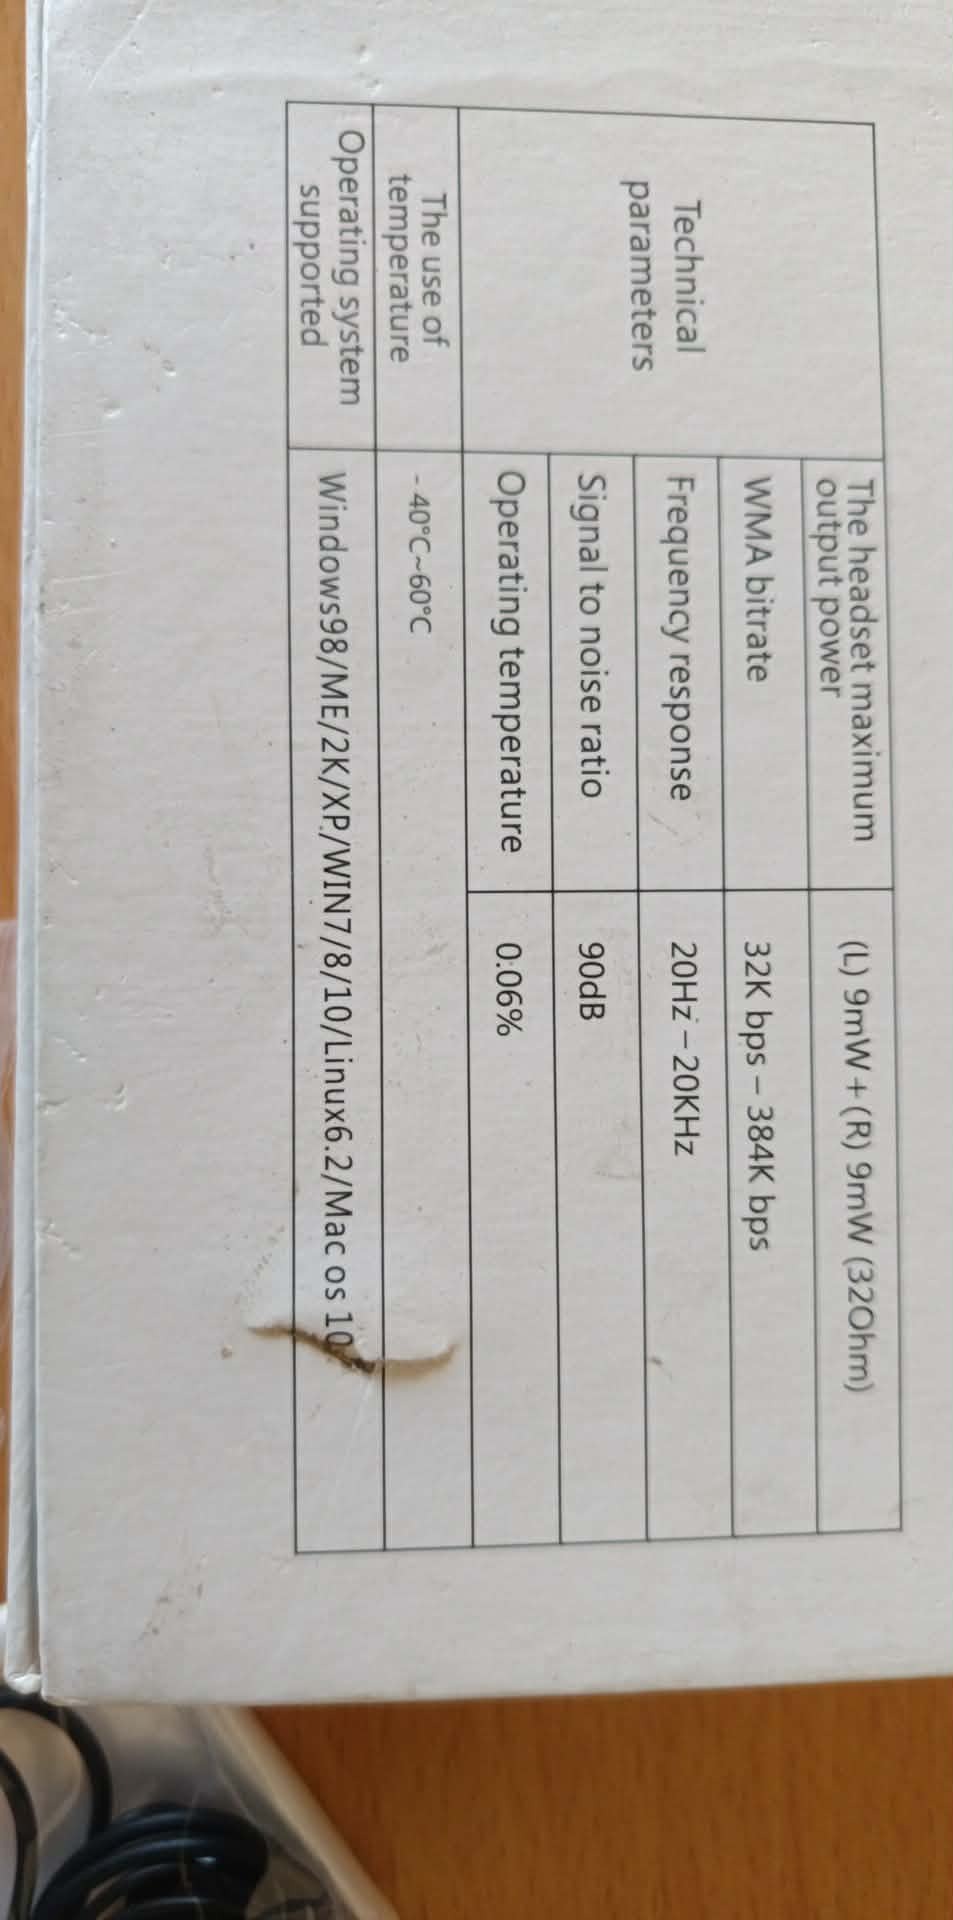 Technical
parameters
The headset maximum
output power
(L) 9mW + (R) 9mW (32Ohm)
WMA bitrate
32K bps – 384K bps
Frequency response
20Hz – 20KHz
Signal to noise ratio
90dB
Operating temperature
0.06%
The use of
temperature
- 40°C~60°C
Operating system
supported
Windows98/ME/2K/XP/WIN7/8/10/Linux6.2/Mac os 10